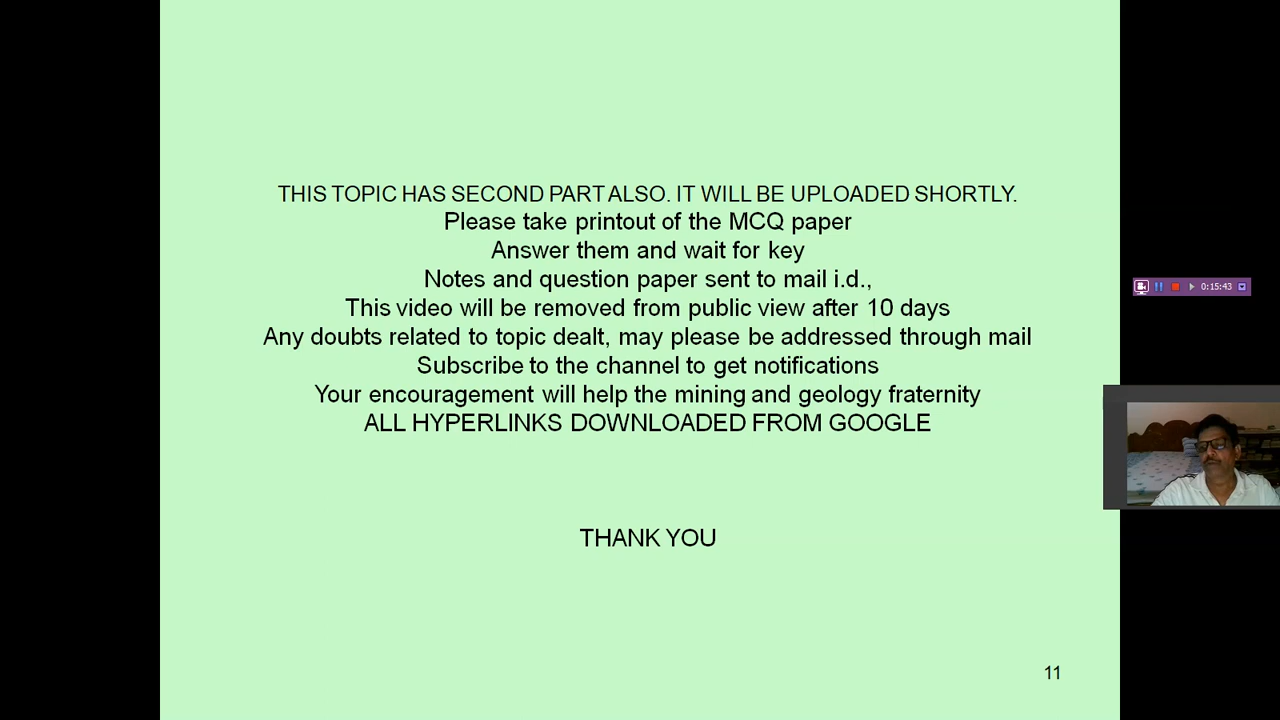 THIS TOPIC HAS SECOND PART ALSO. IT WILL BE UPLOADED SHORTLY.
Please take printout of the MCQ paper
Answer them and wait for key
Notes and question paper sent to mail i.d.,
This video will be removed from public view after 10 days
Any doubts related to topic dealt, may please be addressed through mail
Subscribe to the channel to get notifications
Your encouragement will help the mining and geology fraternity
ALL HYPERLINKS DOWNLOADED FROM GOOGLE
THANK YOU
11
0:15:43